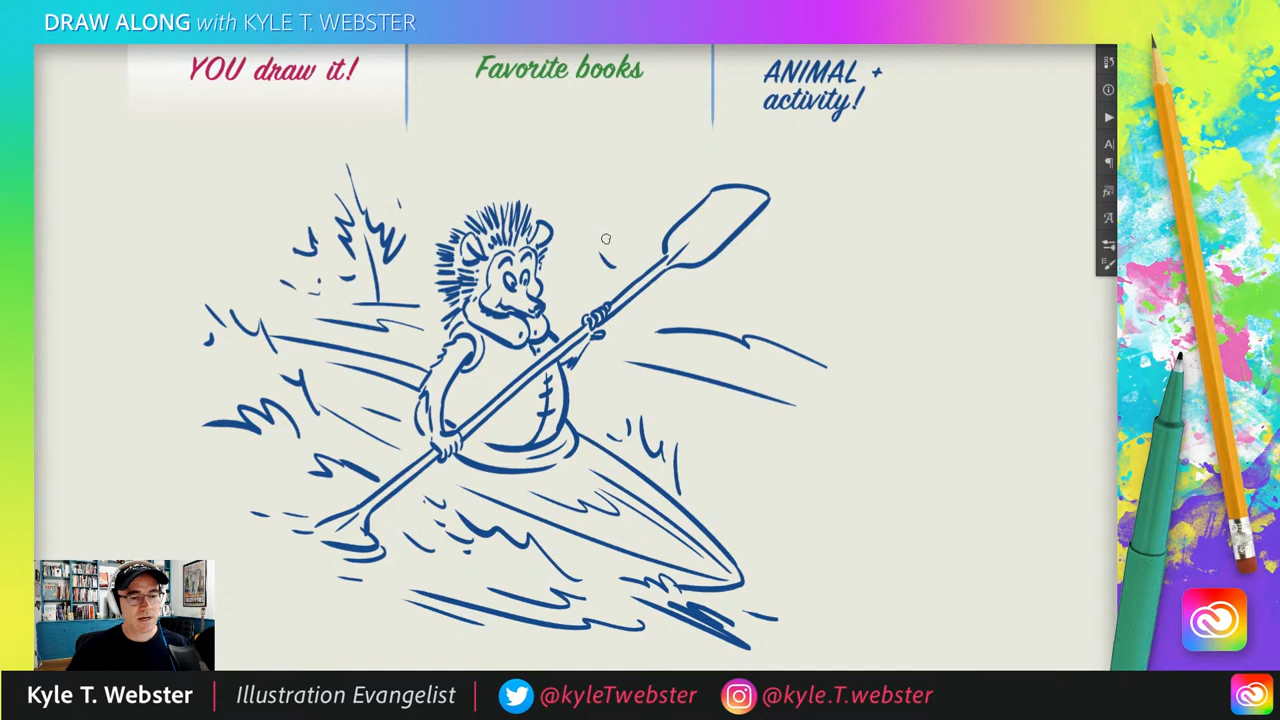 DRAW ALONG with KYLE T. WEBSTER
YOU draw it!
Favorite books
ANIMAL +
activity!
Kyle T. Webster | Illustration Evangelist | @kyleTwebster @kyle.T.webster